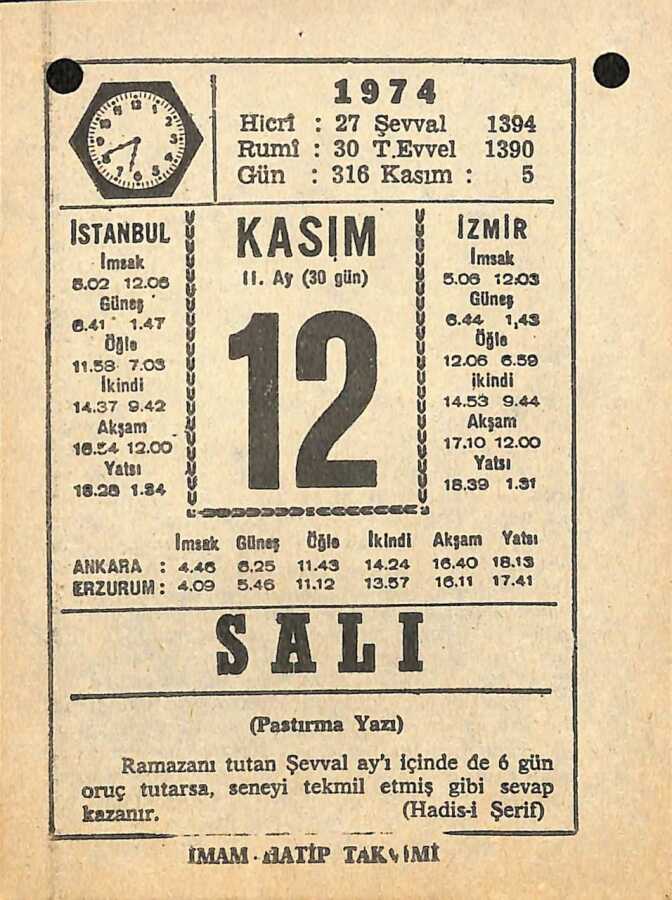 1974
Hicrî : 27 Şevval 1394
Rumî : 30 T.Evvel 1390
Gün : 316 Kasım : 5
İSTANBUL
İmsak
5.02 12.06
Güneş
6.41 1.47
Öğle
11.58 7.03
İkindi
14.37 9.42
Akşam
16.54 12.00
Yatsı
18.28 1.34
KASIM
11. Ay (30 gün)
12
İZMİR
İmsak
5.06 12:03
Güneş
6.44 1,43
Öğle
12.06 6.59
İkindi
14.53 9.44
Akşam
17.10 12.00
Yatsı
18.39 1.31
İmsak Güneş Öğle İkindi Akşam Yatsı
ANKARA : 4.46 6.25 11.43 14.24 16.40 18.13
ERZURUM : 4.09 5.46 11.12 13.57 16.11 17.41
SALI
(Pastırma Yazı)
Ramazanı tutan Şevval ay'ı içinde de 6 gün
oruç tutarsa, seneyi tekmil etmiş gibi sevap
kazanır. (Hadis-i Şerif)
İMAM - HATİP TAKVİMİ